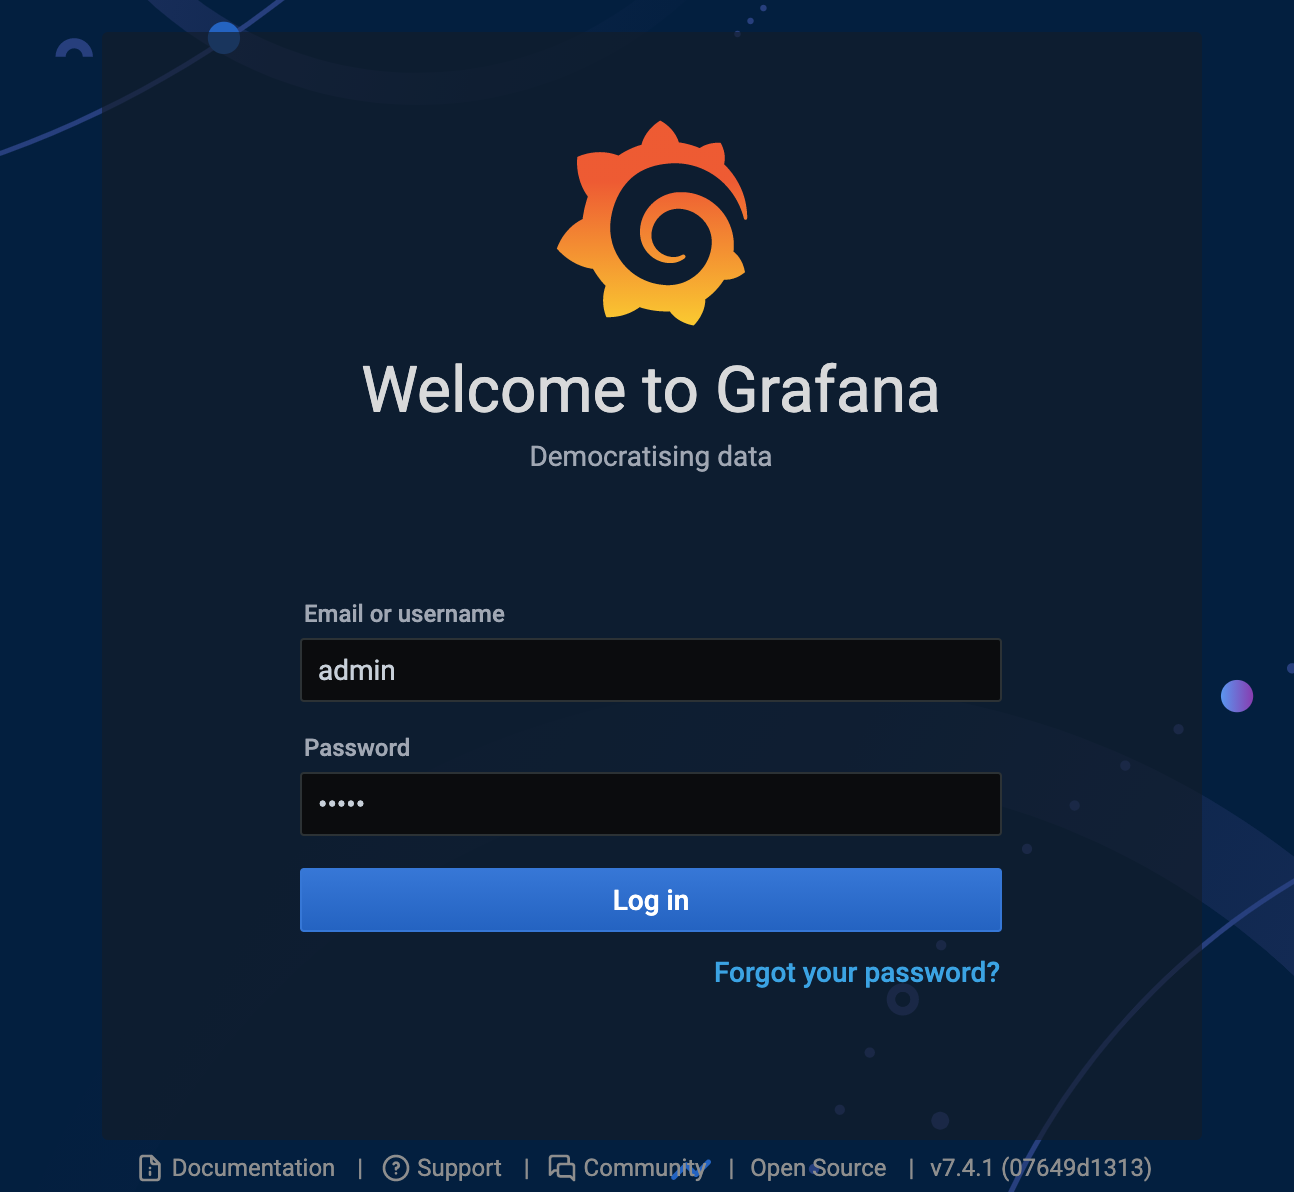 Welcome to Grafana
Democratising data
Email or username
admin
Password
•••••
Log in
Forgot your password?
Documentation | Support | Community | Open Source | v7.4.1 (07649d1313)